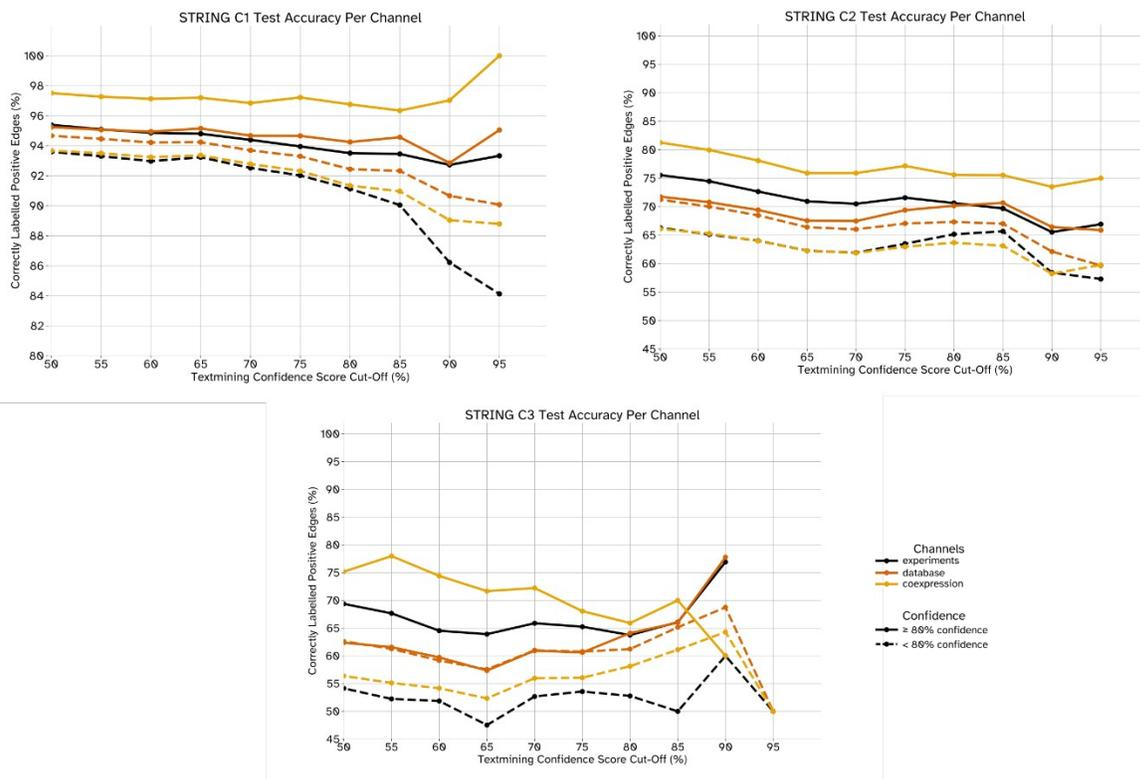 STRING C1 Test Accuracy Per Channel
Correctly Labelled Positive Edges (%)
100
98
96
94
92
90
88
86
84
82
80
50 55 60 65 70 75 80 85 90 95
Textmining Confidence Score Cut-Off (%)
STRING C2 Test Accuracy Per Channel
Correctly Labelled Positive Edges (%)
100
95
90
85
80
75
70
65
60
55
50
45
50 55 60 65 70 75 80 85 90 95
Textmining Confidence Score Cut-Off (%)
STRING C3 Test Accuracy Per Channel
Correctly Labelled Positive Edges (%)
100
95
90
85
80
75
70
65
60
55
50
45
50 55 60 65 70 75 80 85 90 95
Textmining Confidence Score Cut-Off (%)
Channels
experiments
database
coexpression
Confidence
≥ 80% confidence
< 80% confidence